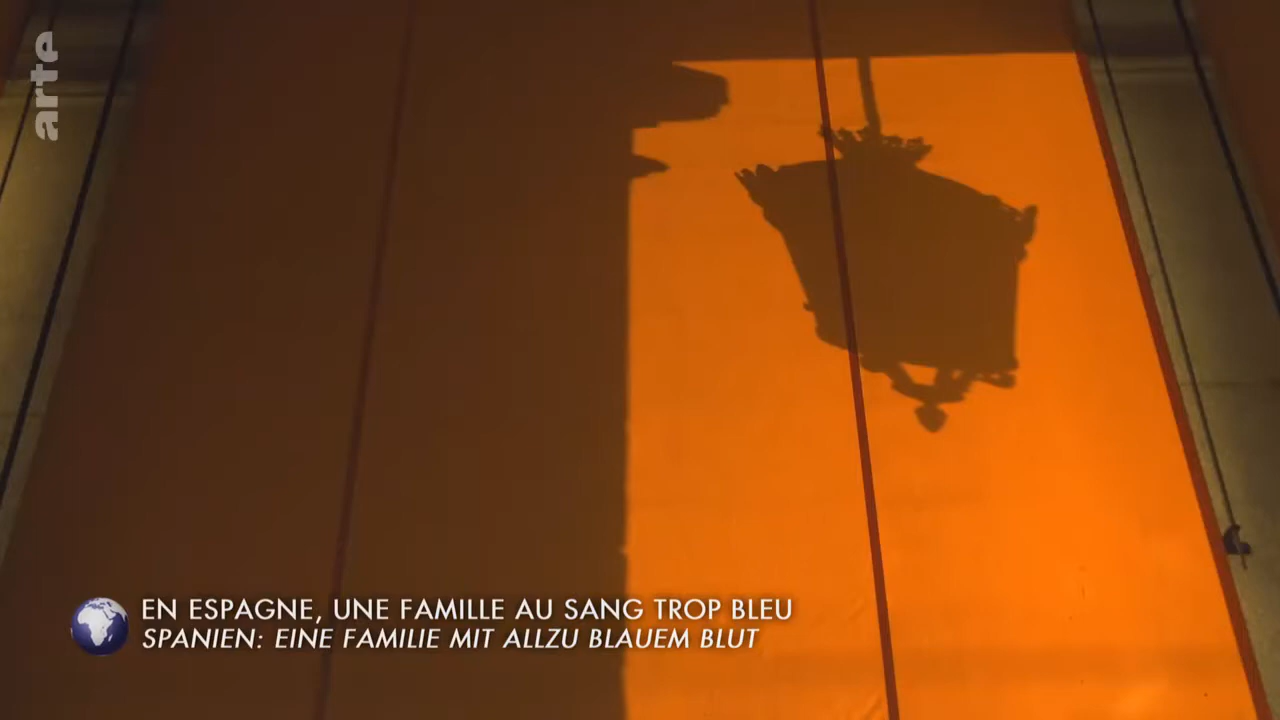 arte
EN ESPAGNE, UNE FAMILLE AU SANG TROP BLEU
SPANIEN: EINE FAMILIE MIT ALLZU BLAUEM BLUT